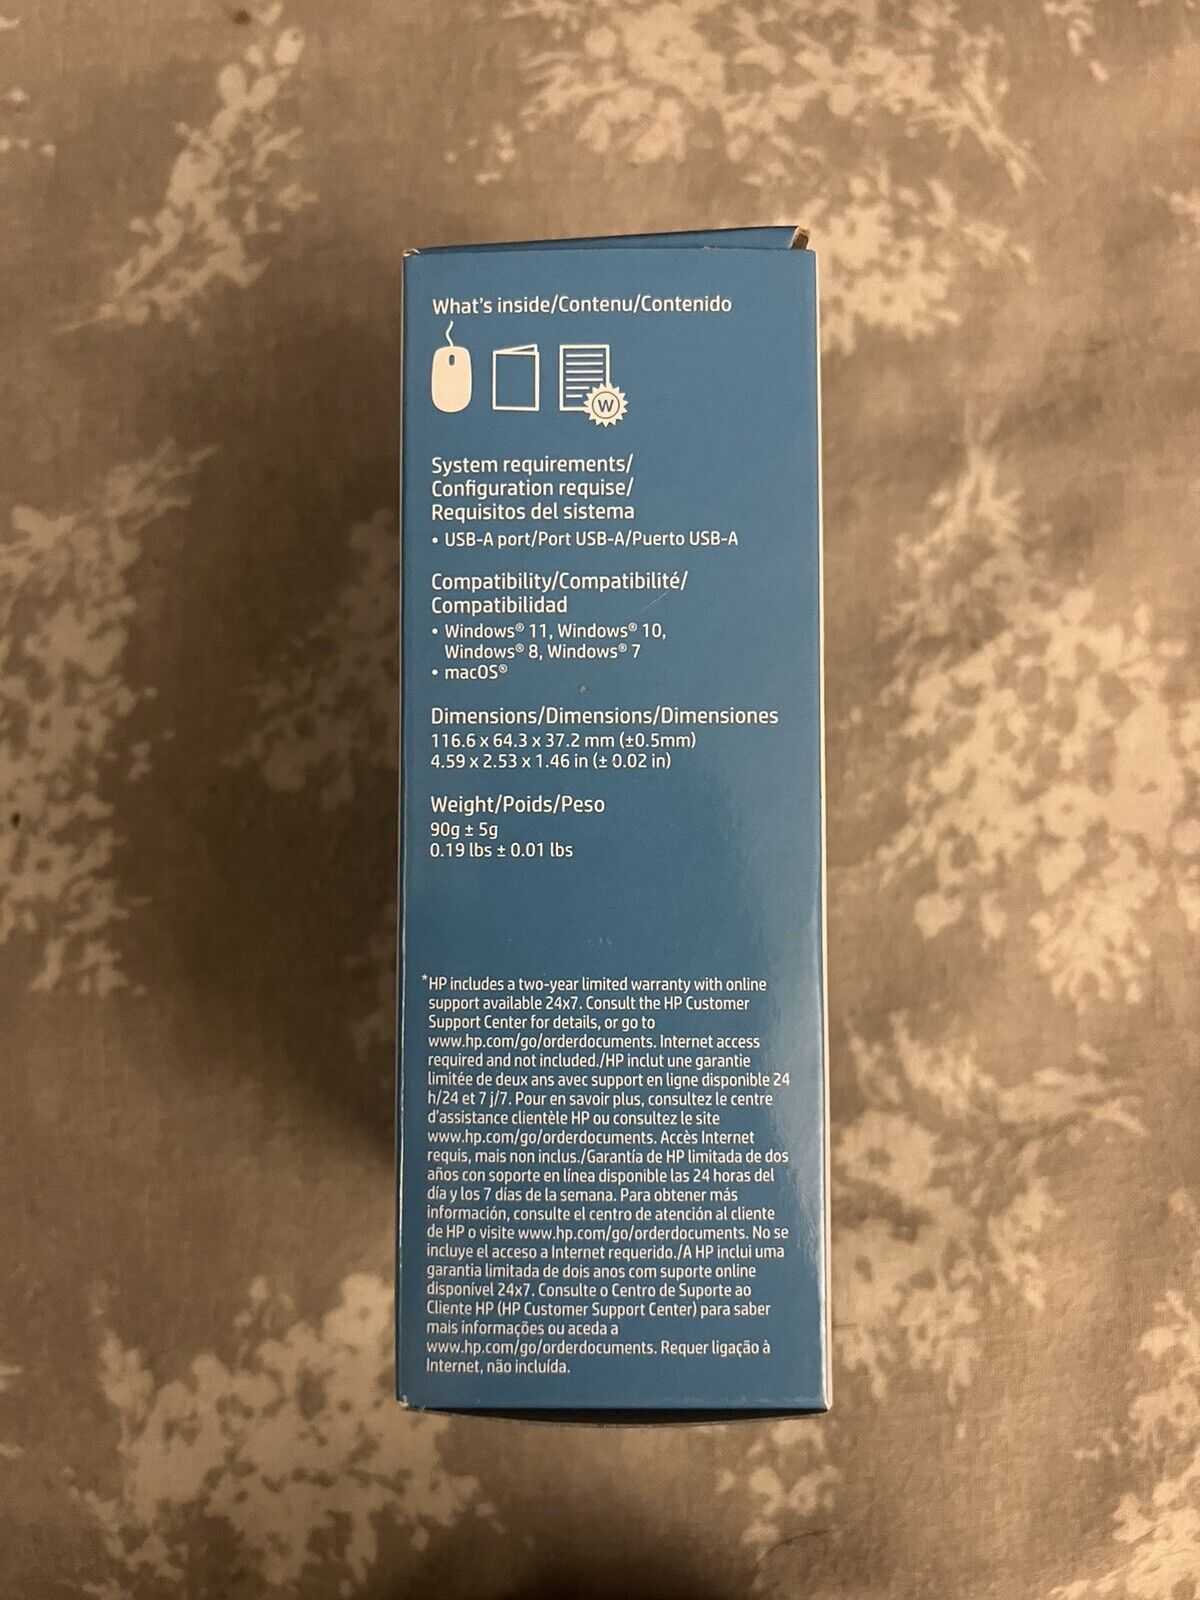 What's inside/Contenu/Contenido
W
System requirements/
Configuration requise/
Requisitos del sistema
• USB-A port/Port USB-A/Puerto USB-A
Compatibility/Compatibilité/
Compatibilidad
• Windows® 11, Windows® 10,
Windows® 8, Windows® 7
• macOS®
Dimensions/Dimensions/Dimensiones
116.6 x 64.3 x 37.2 mm (±0.5mm)
4.59 x 2.53 x 1.46 in (± 0.02 in)
Weight/Poids/Peso
90g ± 5g
0.19 lbs ± 0.01 lbs
*HP includes a two-year limited warranty with online
support available 24x7. Consult the HP Customer
Support Center for details, or go to
www.hp.com/go/orderdocuments. Internet access
required and not included./HP inclut une garantie
limitée de deux ans avec support en ligne disponible 24
h/24 et 7 j/7. Pour en savoir plus, consultez le centre
d'assistance clientèle HP ou consultez le site
www.hp.com/go/orderdocuments. Accès Internet
requis, mais non inclus./Garantía de HP limitada de dos
años con soporte en línea disponible las 24 horas del
día y los 7 días de la semana. Para obtener más
información, consulte el centro de atención al cliente
de HP o visite www.hp.com/go/orderdocuments. No se
incluye el acceso a Internet requerido./A HP inclui uma
garantia limitada de dois anos com suporte online
disponível 24x7. Consulte o Centro de Suporte ao
Cliente HP (HP Customer Support Center) para saber
mais informações ou aceda a
www.hp.com/go/orderdocuments. Requer ligação à
Internet, não incluída.